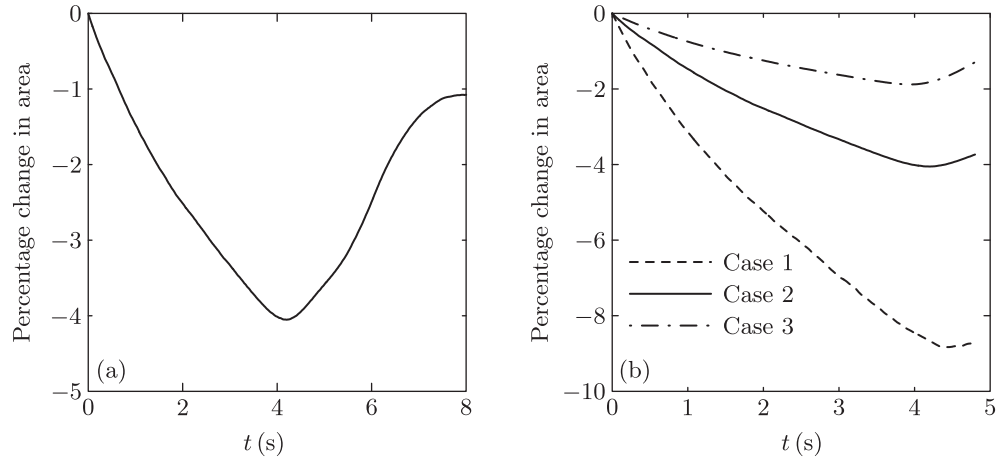 0
−1
−2
−3
−4
−5
Percentage change in area
(a)
0 2 4 6 8
t (s)
0
−2
−4
−6
−8
−10
Percentage change in area
Case 1
Case 2
Case 3
(b)
0 1 2 3 4 5
t (s)